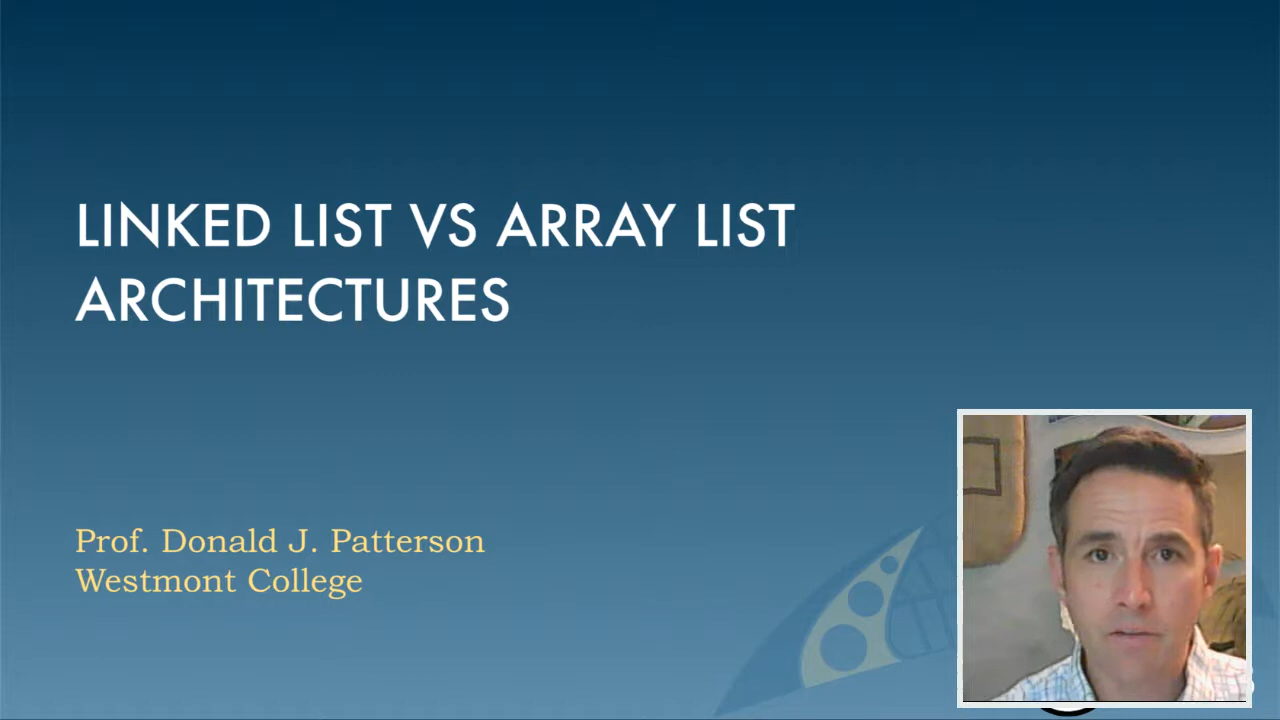 LINKED LIST VS ARRAY LIST
ARCHITECTURES
Prof. Donald J. Patterson
Westmont College